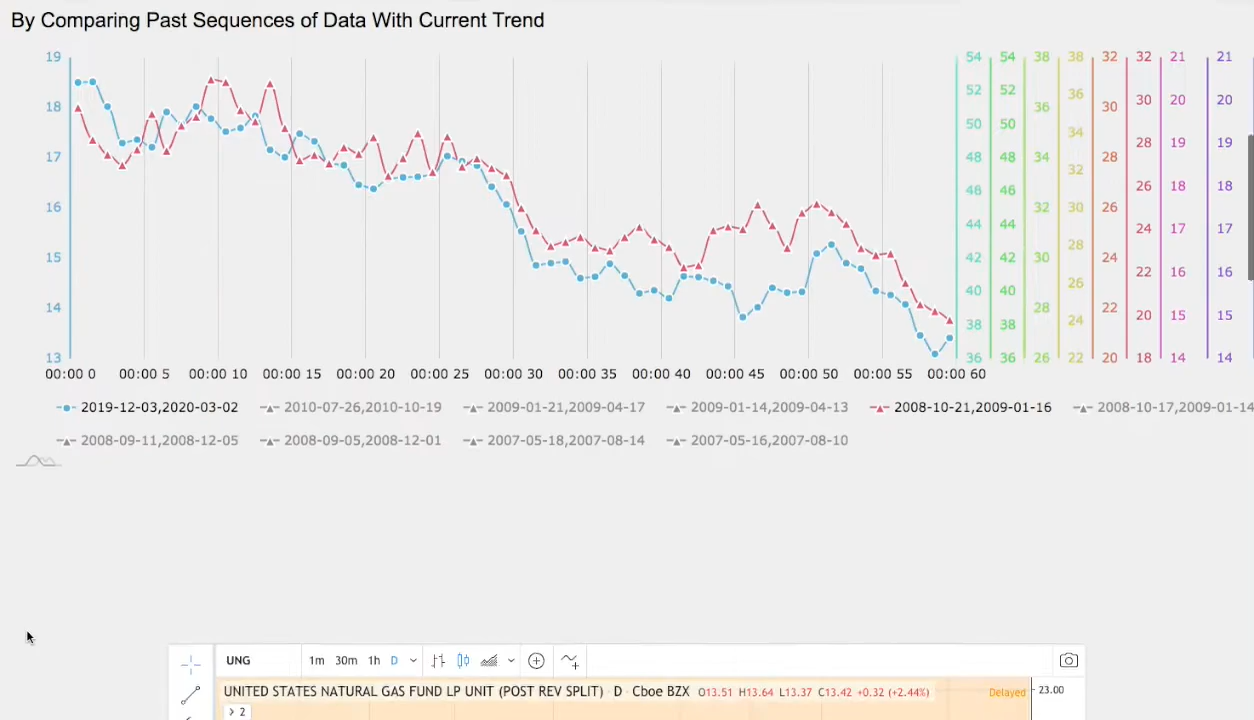 By Comparing Past Sequences of Data With Current Trend
19 54 54 38 38 32 32 21 21
18 52 52 36 36 30 30 20 20
50 50 34
17 48 48 34 32 28 28 19 19
16 46 46 32 30 26 26 18 18
44 44 28 24 17 17
15 42 42 30 26 24 22 16 16
14 40 40 28 24 22 20 15 15
38 38
13 36 36 26 22 20 18 14 14
00:00 0 00:00 5 00:00 10 00:00 15 00:00 20 00:00 25 00:00 30 00:00 35 00:00 40 00:00 45 00:00 50 00:00 55 00:00 60
2019-12-03,2020-03-02 2010-07-26,2010-10-19 2009-01-21,2009-04-17 2009-01-14,2009-04-13 2008-10-21,2009-01-16 2008-10-17,2009-01-14
2008-09-11,2008-12-05 2008-09-05,2008-12-01 2007-05-18,2007-08-14 2007-05-16,2007-08-10
UNG 1m 30m 1h D
UNITED STATES NATURAL GAS FUND LP UNIT (POST REV SPLIT) · D · Cboe BZX O13.51 H13.64 L13.37 C13.42 +0.32 (+2.44%) Delayed 23.00
> 2